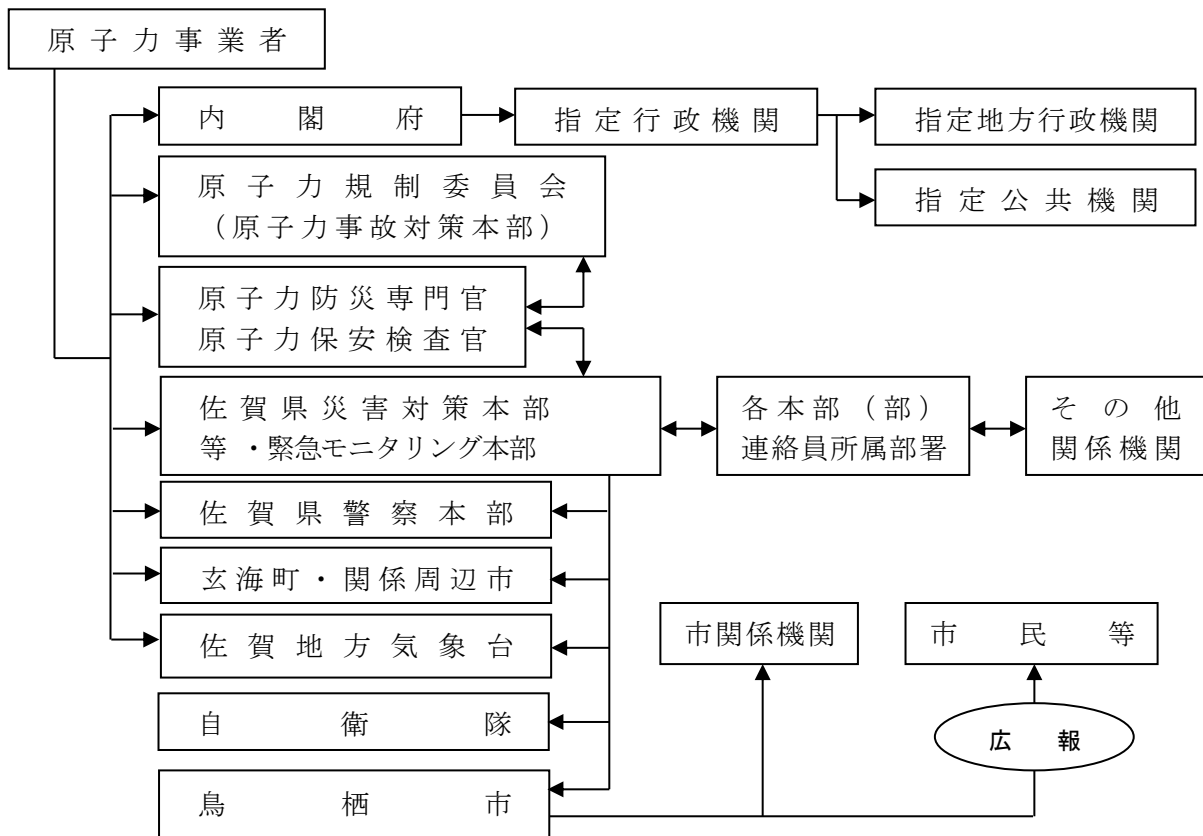 原子力事業者
内閣府
指定行政機関
指定地方行政機関
指定公共機関
原子力規制委員会
（原子力事故対策本部）
原子力防災専門官
原子力保安検査官
佐賀県災害対策本部
等・緊急モニタリング本部
各本部（部）
連絡員所属部署
その他
関係機関
佐賀県警察本部
玄海町・関係周辺市
佐賀地方気象台
市関係機関
市民等
自衛隊
広報
鳥栖市